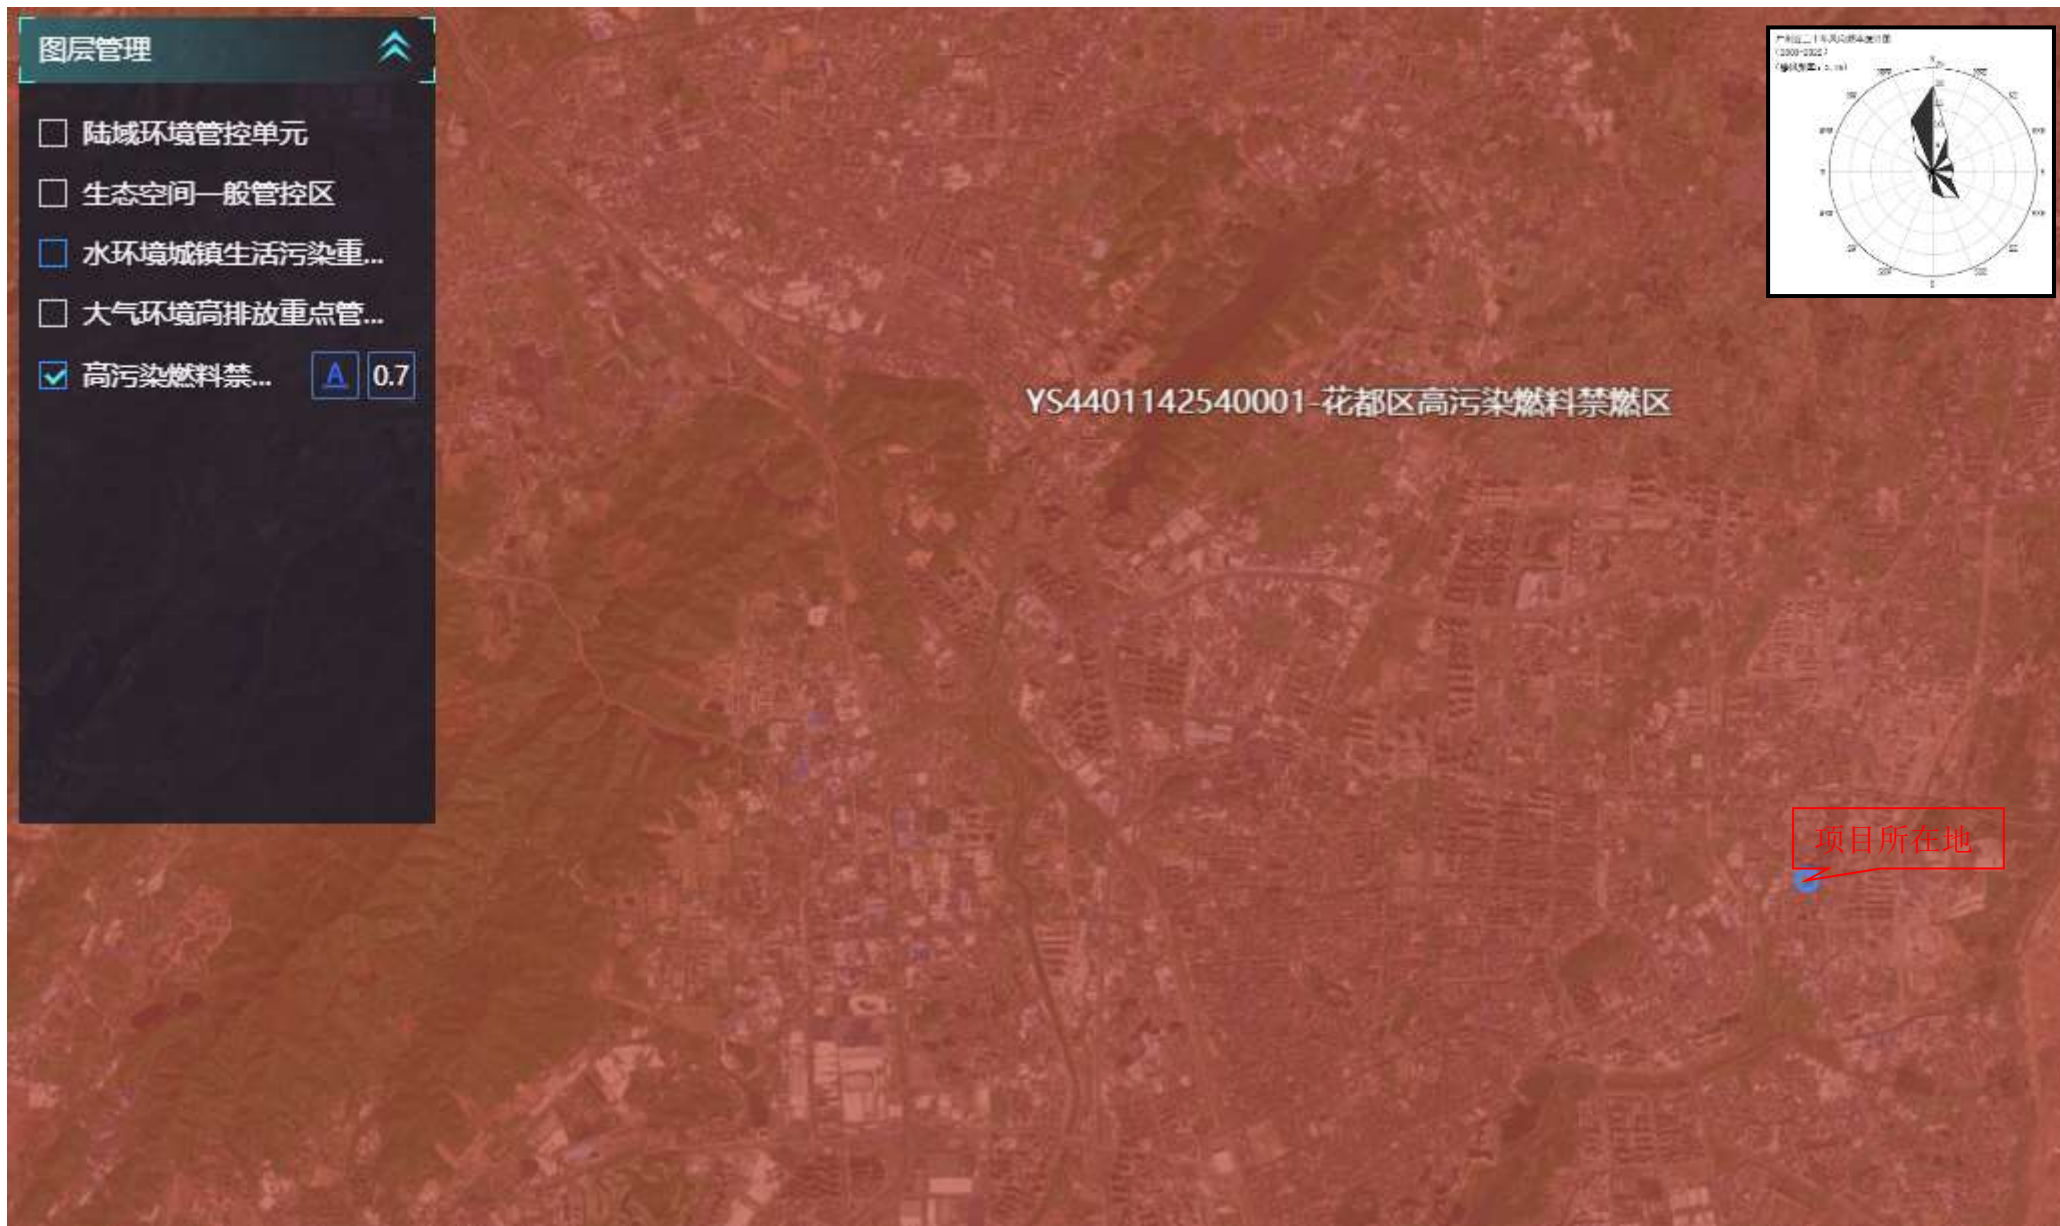 图层管理
陆域环境管控单元
生态空间一般管控区
水环境城镇生活污染重...
大气环境高排放重点管...
高污染燃料禁... A 0.7
YS4401142540001-花都区高污染燃料禁燃区
项目所在地